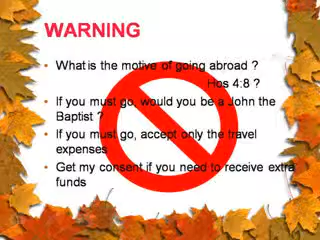 WARNING
What is the motive of going abroad ?
Hos 4:8 ?
If you must go, would you be a John the
Baptist ?
If you must go, accept only the travel
expenses
Get my consent if you need to receive extra
funds